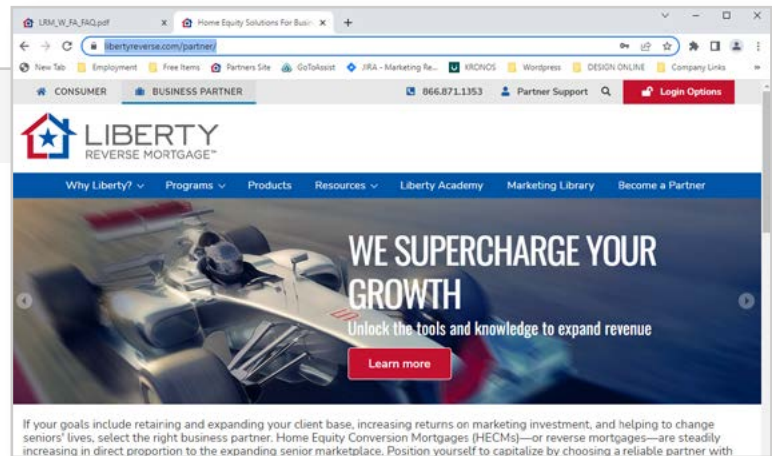 LRM_W_FA_FAQ.pdf
Home Equity Solutions For Busin
libertyreverse.com/partner/
New Tab Employment Free Items Partners Site GoToAssist JIRA - Marketing Re... KRONOS Wordpress DESIGN ONLINE Company Links
CONSUMER BUSINESS PARTNER 866.871.1353 Partner Support Login Options
LIBERTY
REVERSE MORTGAGE™
Why Liberty? Programs Products Resources Liberty Academy Marketing Library Become a Partner
WE SUPERCHARGE YOUR
GROWTH
Unlock the tools and knowledge to expand revenue
Learn more
If your goals include retaining and expanding your client base, increasing returns on marketing investment, and helping to change
seniors' lives, select the right business partner. Home Equity Conversion Mortgages (HECMs)—or reverse mortgages—are steadily
increasing in direct proportion to the expanding senior marketplace. Position yourself to capitalize by choosing a reliable partner with